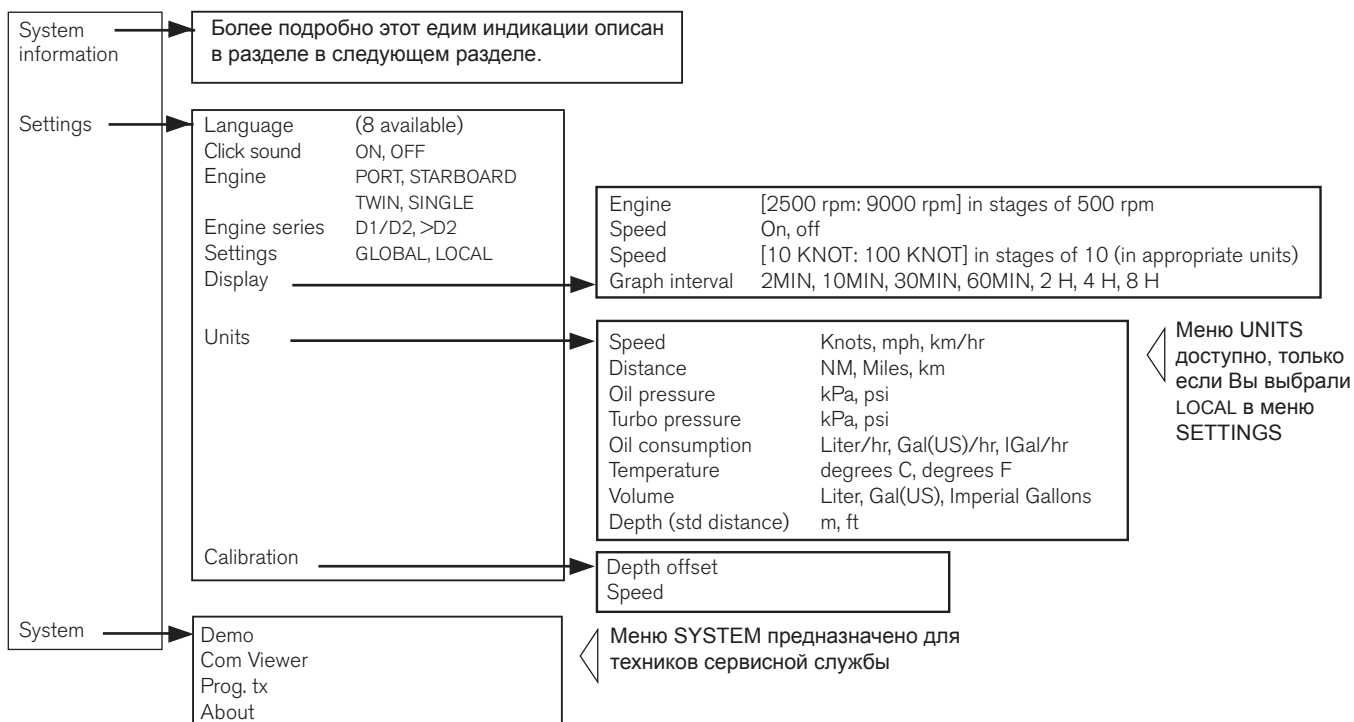 System information
Более подробно этот едим индикации описан
в разделе в следующем разделе.
Settings
Language (8 available)
Click sound ON, OFF
Engine PORT, STARBOARD
TWIN, SINGLE
Engine series D1/D2, >D2
Settings GLOBAL, LOCAL
Display
Engine [2500 rpm: 9000 rpm] in stages of 500 rpm
Speed On, off
Speed [10 KNOT: 100 KNOT] in stages of 10 (in appropriate units)
Graph interval 2MIN, 10MIN, 30MIN, 60MIN, 2 H, 4 H, 8 H
Units
Speed Knots, mph, km/hr
Distance NM, Miles, km
Oil pressure kPa, psi
Turbo pressure kPa, psi
Oil consumption Liter/hr, Gal(US)/hr, IGal/hr
Temperature degrees C, degrees F
Volume Liter, Gal(US), Imperial Gallons
Depth (std distance) m, ft
Меню UNITS
доступно, только
если Вы выбрали
LOCAL в меню
SETTINGS
Calibration
Depth offset
Speed
System
Demo
Com Viewer
Prog. tx
About
Меню SYSTEM предназначено для
техников сервисной службы